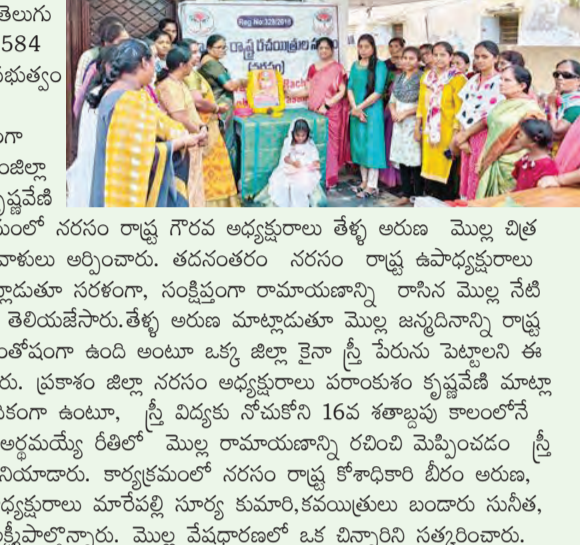 తెలుగు
584
Reg No:329/2018
రాష్ట్ర రచయిత్రుల
ంగా
జిల్లా
ష్ణవేణి
మంలో నరసం రాష్ట్ర గౌరవ అధ్యక్షురాలు తేళ్ళ అరుణ మొల్ల చిత్ర
వాళులు అర్పించారు. తదనంతరం నరసం రాష్ట్ర ఉపాధ్యక్షురాలు
్లాడుతూ సరళంగా, సంక్షిప్తంగా రామాయణాన్ని రాసిన మొల్ల నేటి
తెలియజేసారు.తేళ్ళ అరుణ మాట్లాడుతూ మొల్ల జన్మదినాన్ని రాష్ట్ర
ంతోషంగా ఉంది అంటూ ఒక్క జిల్లా కైనా స్త్రీ పేరును పెట్టాలని ఈ
రు. ప్రకాశం జిల్లా నరసం అధ్యక్షురాలు పరాంకుశం కృష్ణవేణి మాట్లా
ికంగా ఉంటూ, స్త్రీ విద్యకు నోచుకోని 16వ శతాబ్దపు కాలంలోనే
అర్థమయ్యే రీతిలో మొల్ల రామాయణాన్ని రచించి మెప్పించడం స్త్రీ
నియాడారు. కార్యక్రమంలో నరసం రాష్ట్ర కోశాధికారి బీరం అరుణ,
ధ్యక్షురాలు మారేపల్లి సూర్య కుమారి,కవయిత్రులు బండారు సునీత,
క్ష్మీపాల్గొన్నారు. మొల్ల వేషధారణలో ఒక చిన్నారిని సత్కరించారు.